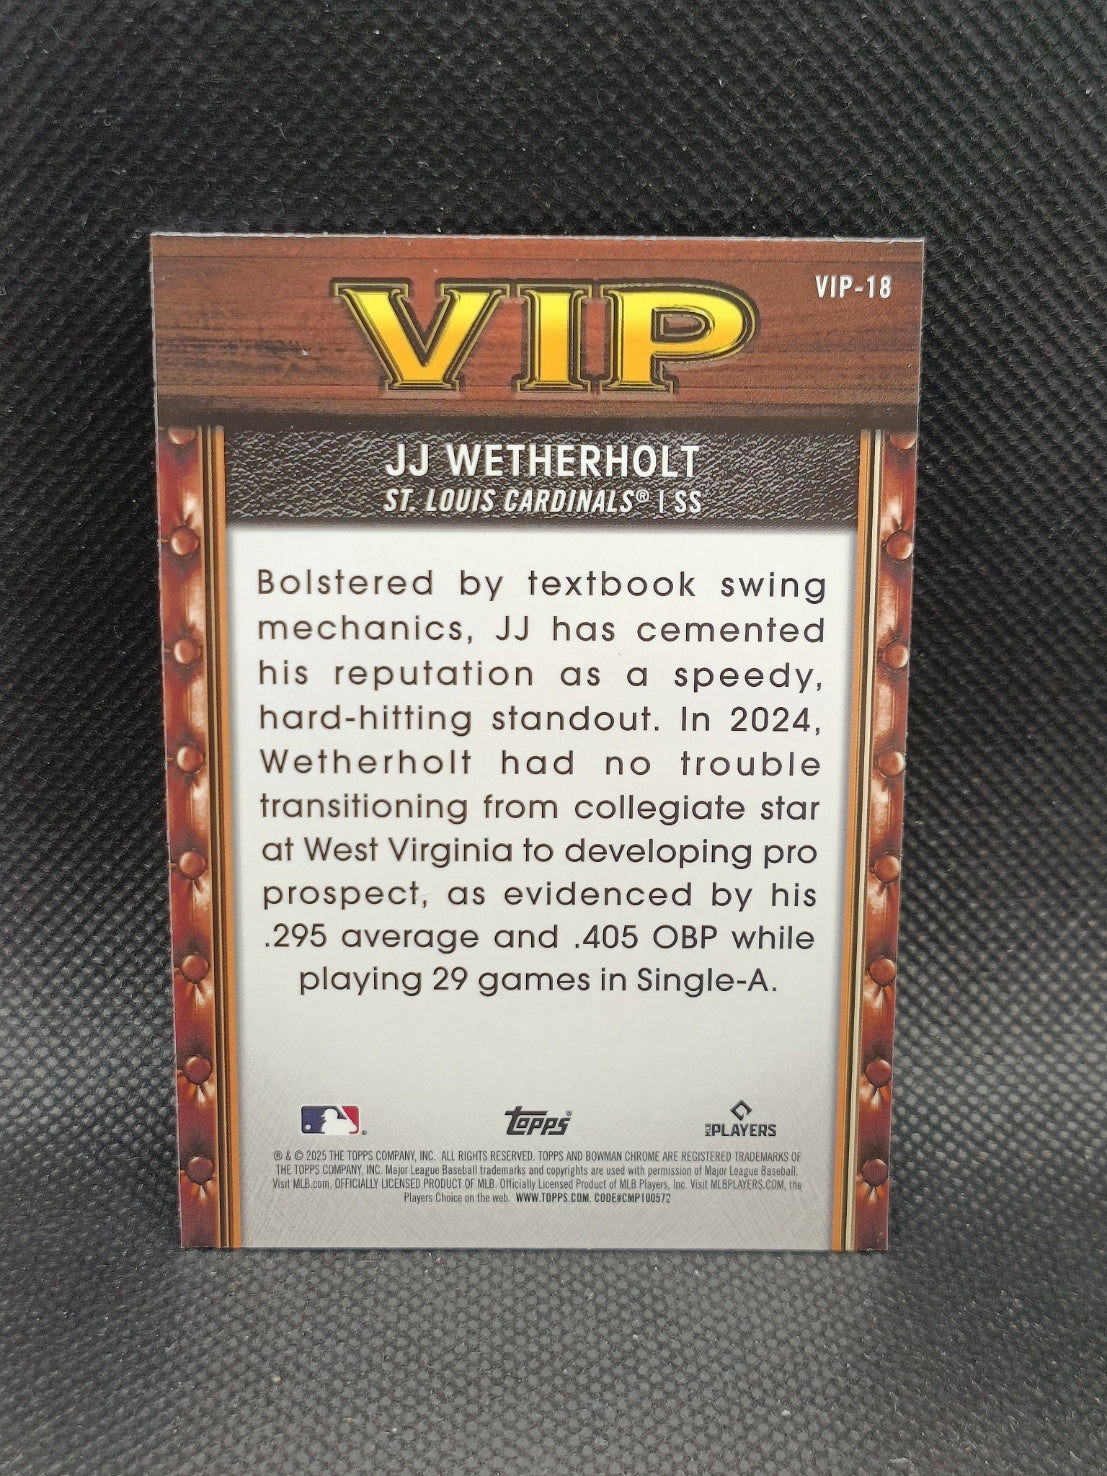 VIP-18
VIP
JJ WETHERHOLT
ST. LOUIS CARDINALS® | SS
Bolstered by textbook swing
mechanics, JJ has cemented
his reputation as a speedy,
hard-hitting standout. In 2024,
Wetherholt had no trouble
transitioning from collegiate star
at West Virginia to developing pro
prospect, as evidenced by his
.295 average and .405 OBP while
playing 29 games in Single-A.
topps®
MLB PLAYERS
® & © 2025 THE TOPPS COMPANY, INC. ALL RIGHTS RESERVED. TOPPS AND BOWMAN CHROME ARE REGISTERED TRADEMARKS OF
THE TOPPS COMPANY, INC. Major League Baseball trademarks and copyrights are used with permission of Major League Baseball.
Visit MLB.com. OFFICIALLY LICENSED PRODUCT OF MLB. Officially Licensed Product of MLB Players, Inc. Visit MLBPLAYERS.COM, the
Players Choice on the web. WWW.TOPPS.COM. CODE#CMP100572